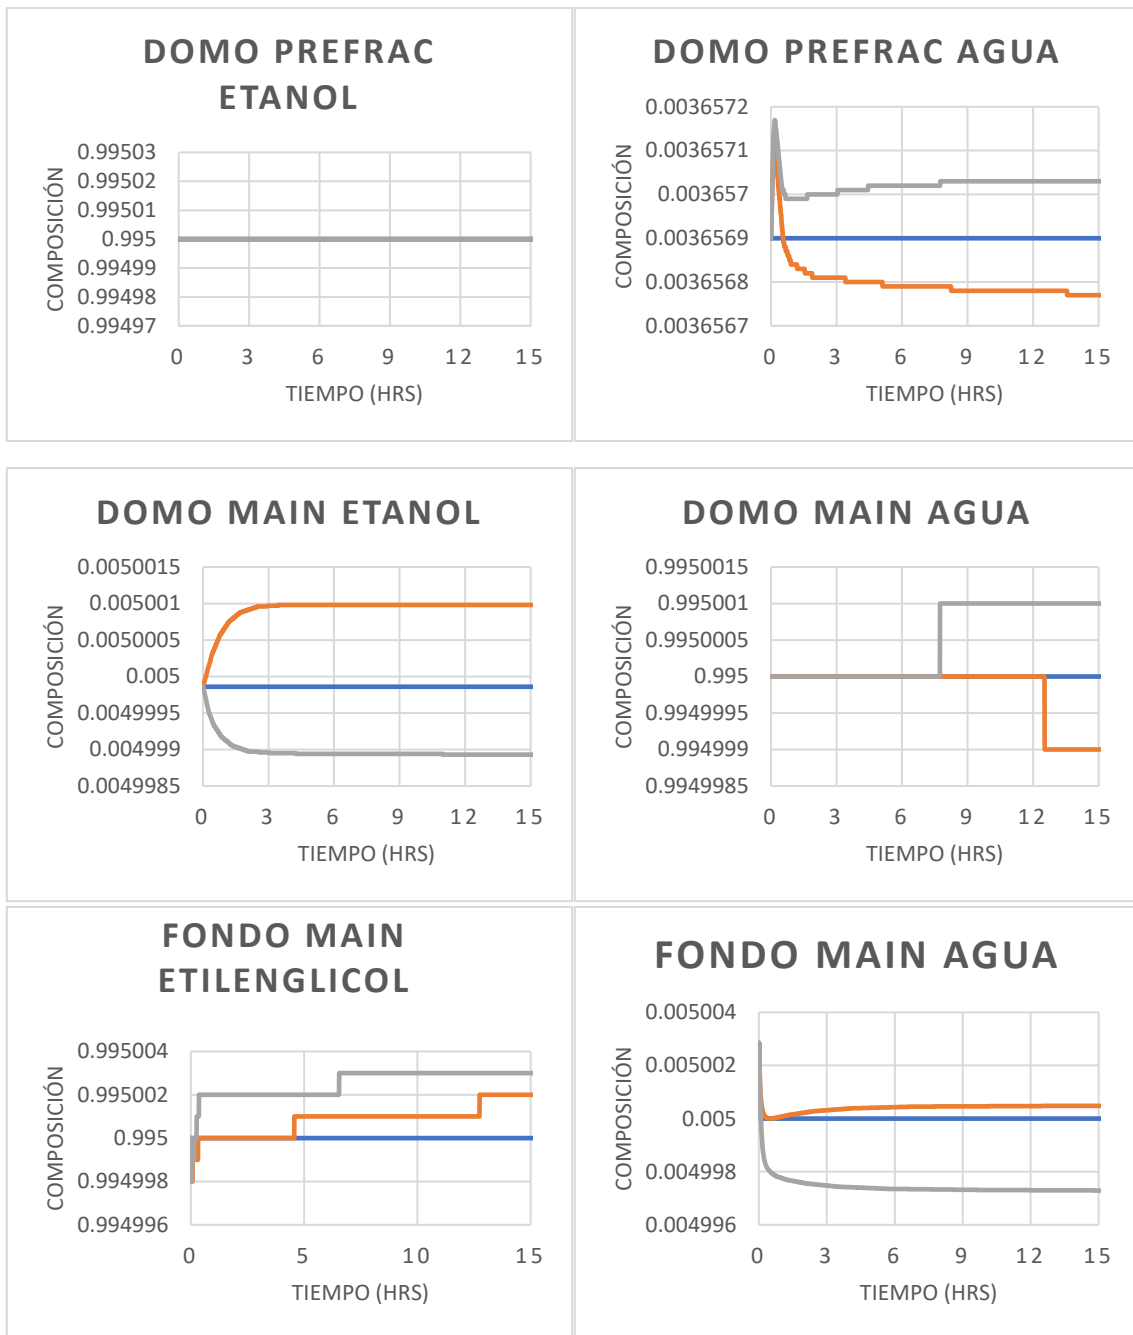 DOMO PREFRAC
ETANOL
COMPOSICIÓN
0.99503
0.99502
0.99501
0.995
0.99499
0.99498
0.99497
0 3 6 9 12 15
TIEMPO (HRS)
DOMO PREFRAC AGUA
COMPOSICIÓN
0.0036572
0.0036571
0.003657
0.0036569
0.0036568
0.0036567
0 3 6 9 12 15
TIEMPO (HRS)
DOMO MAIN ETANOL
COMPOSICIÓN
0.0050015
0.005001
0.0050005
0.005
0.0049995
0.004999
0.0049985
0 3 6 9 12 15
TIEMPO (HRS)
DOMO MAIN AGUA
COMPOSICIÓN
0.9950015
0.995001
0.9950005
0.995
0.9949995
0.994999
0.9949985
0 3 6 9 12 15
TIEMPO (HRS)
FONDO MAIN
ETILENGLICOL
COMPOSICIÓN
0.995004
0.995002
0.995
0.994998
0.994996
0 5 10 15
TIEMPO (HRS)
FONDO MAIN AGUA
COMPOSICIÓN
0.005004
0.005002
0.005
0.004998
0.004996
0 3 6 9 12 15
TIEMPO (HRS)